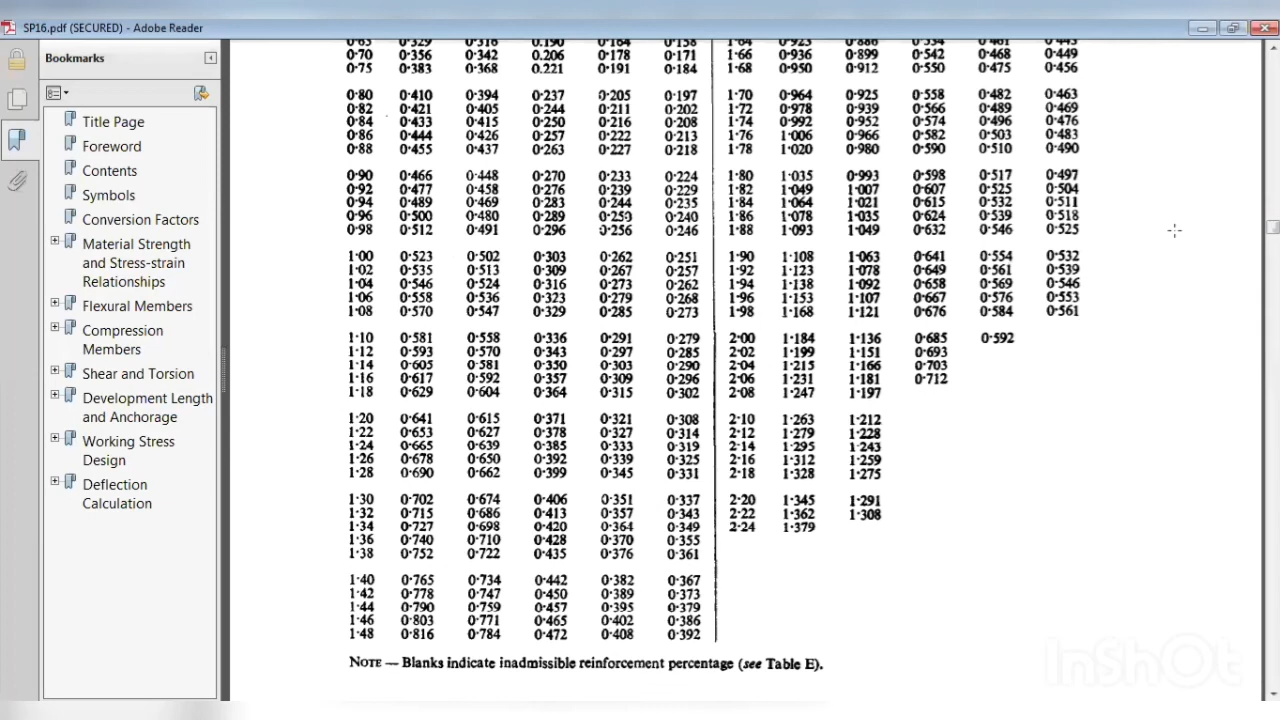 SP16.pdf (SECURED) - Adobe Reader
Bookmarks
Title Page
Foreword
Contents
Symbols
Conversion Factors
Material Strength
and Stress-strain
Relationships
Flexural Members
Compression
Members
Shear and Torsion
Development Length
and Anchorage
Working Stress
Design
Deflection
Calculation
0·70 0·356 0·342 0.206 0·178 0·171 1·66 0·936 0·899 0·542 0·468 0·449
0·75 0·383 0·368 0.221 0·191 0·184 1·68 0·950 0·912 0·550 0·475 0·456
0·80 0·410 0·394 0·237 0·205 0·197 1·70 0·964 0·925 0·558 0·482 0·463
0·82 0·421 0·405 0·244 0·211 0·202 1·72 0·978 0·939 0·566 0·489 0·469
0·84 0·433 0·415 0·250 0·216 0·208 1·74 0·992 0·952 0·574 0·496 0·476
0·86 0·444 0·426 0·257 0·222 0·213 1·76 1·006 0·966 0·582 0·503 0·483
0·88 0·455 0·437 0·263 0·227 0·218 1·78 1·020 0·980 0·590 0·510 0·490
0·90 0·466 0·448 0·270 0·233 0·224 1·80 1·035 0·993 0·598 0·517 0·497
0·92 0·477 0·458 0·276 0·239 0·229 1·82 1·049 1·007 0·607 0·525 0·504
0·94 0·489 0·469 0·283 0·244 0·235 1·84 1·064 1·021 0·615 0·532 0·511
0·96 0·500 0·480 0·289 0·240 1·86 1·078 1·035 0·624 0·539 0·518
0·98 0·512 0·491 0·296 0·256 0·246 1·88 1·093 1·049 0·632 0·546 0·525
1·00 0·523 0·502 0·303 0·262 0·251 1·90 1·108 1·063 0·641 0·554 0·532
1·02 0·535 0·513 0·309 0·267 0·257 1·92 1·123 1·078 0·649 0·561 0·539
1·04 0·546 0·524 0·316 0·273 0·262 1·94 1·138 1·092 0·658 0·569 0·546
1·06 0·558 0·536 0·323 0·279 0·268 1·96 1·153 1·107 0·667 0·576 0·553
1·08 0·570 0·547 0·329 0·285 0·273 1·98 1·168 1·121 0·676 0·584 0·561
1·10 0·581 0·558 0·336 0·291 0·279 2·00 1·184 1·136 0·685 0·592
1·12 0·593 0·570 0·343 0·297 0·285 2·02 1·199 1·151 0·693
1·14 0·605 0·581 0·350 0·303 0·290 2·04 1·215 1·166 0·703
1·16 0·617 0·592 0·357 0·309 0·296 2·06 1·231 1·181 0·712
1·18 0·629 0·604 0·364 0·315 0·302 2·08 1·247 1·197
1·20 0·641 0·615 0·371 0·321 0·308 2·10 1·263 1·212
1·22 0·653 0·627 0·378 0·327 0·314 2·12 1·279 1·228
1·24 0·665 0·639 0·385 0·333 0·319 2·14 1·295 1·243
1·26 0·678 0·650 0·392 0·339 0·325 2·16 1·312 1·259
1·28 0·690 0·662 0·399 0·345 0·331 2·18 1·328 1·275
1·30 0·702 0·674 0·406 0·351 0·337 2·20 1·345 1·291
1·32 0·715 0·686 0·413 0·357 0·343 2·22 1·362 1·308
1·34 0·727 0·698 0·420 0·364 0·349 2·24 1·379
1·36 0·740 0·710 0·428 0·370 0·355
1·38 0·752 0·722 0·435 0·376 0·361
1·40 0·765 0·734 0·442 0·382 0·367
1·42 0·778 0·747 0·450 0·389 0·373
1·44 0·790 0·759 0·457 0·395 0·379
1·46 0·803 0·771 0·465 0·402 0·386
1·48 0·816 0·784 0·472 0·408 0·392
NOTE — Blanks indicate inadmissible reinforcement percentage (see Table E).
InShOt